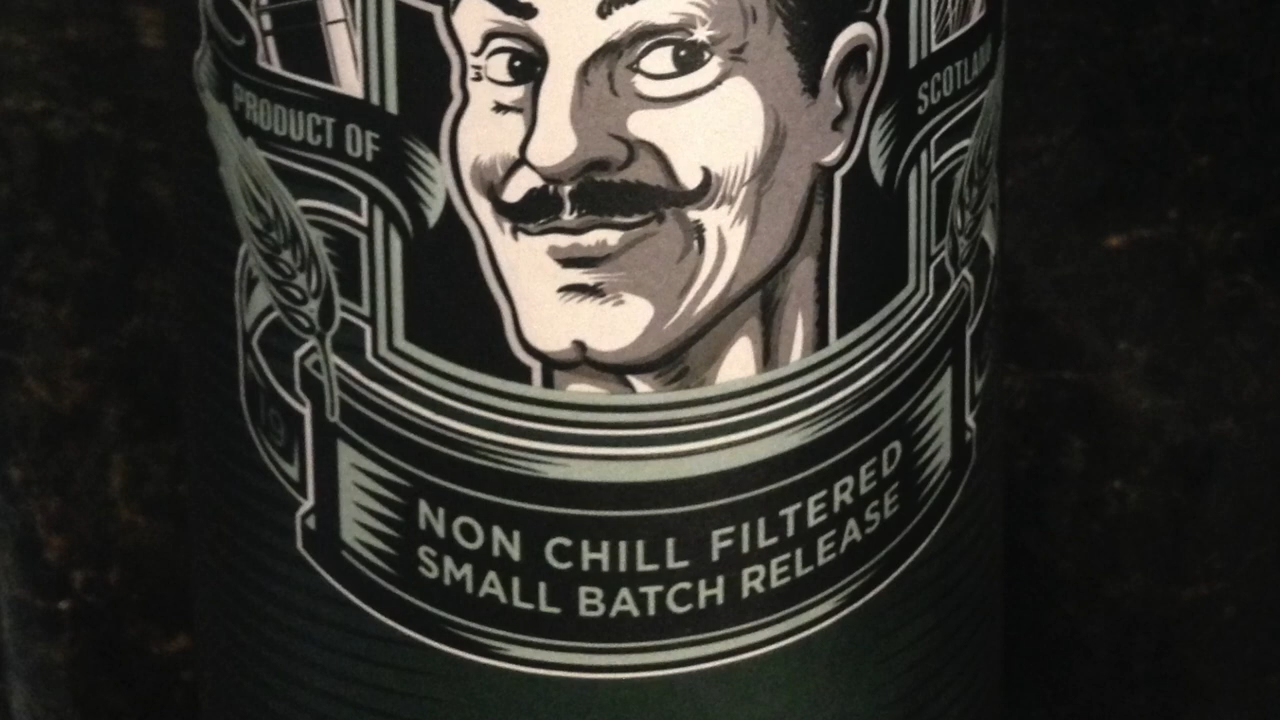 PRODUCT OF
SCOTLAND
NON CHILL FILTERED
SMALL BATCH RELEASE